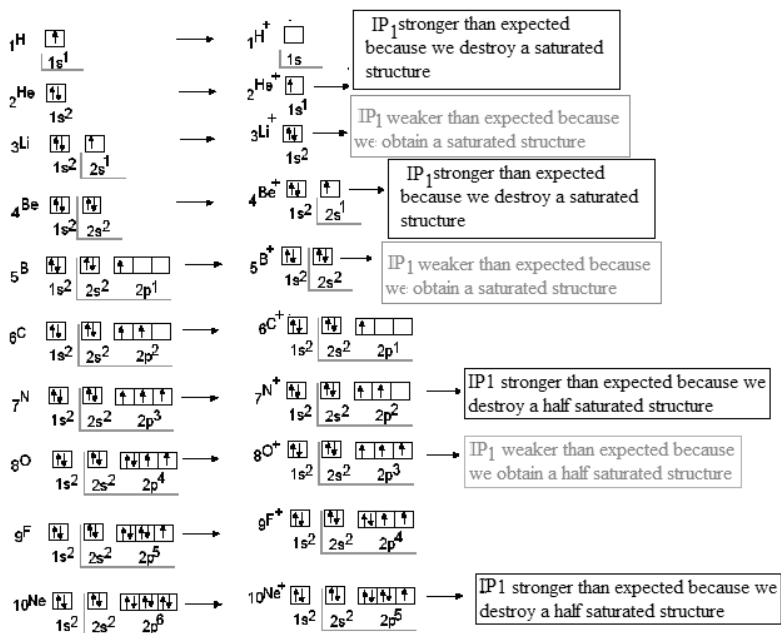 1H 1s1 1H+ 1s
IP1 stronger than expected
because we destroy a saturated
structure
2He 1s2 2He+ 1s1
IP1 weaker than expected because
we obtain a saturated structure
3Li 1s2 2s1 3Li+ 1s2
IP1 stronger than expected
because we destroy a saturated
structure
4Be 1s2 2s2 4Be+ 1s2 2s1
5B 1s2 2s2 2p1 5B+ 1s2 2s2
IP1 weaker than expected because
we obtain a saturated structure
6C 1s2 2s2 2p2 6C+ 1s2 2s2 2p1
7N 1s2 2s2 2p3 7N+ 1s2 2s2 2p2
IP1 stronger than expected because we
destroy a half saturated structure
8O 1s2 2s2 2p4 8O+ 1s2 2s2 2p3
IP1 weaker than expected because
we obtain a half saturated structure
9F 1s2 2s2 2p5 9F+ 1s2 2s2 2p4
10Ne 1s2 2s2 2p6 10Ne+ 1s2 2s2 2p5
IP1 stronger than expected because we
destroy a half saturated structure